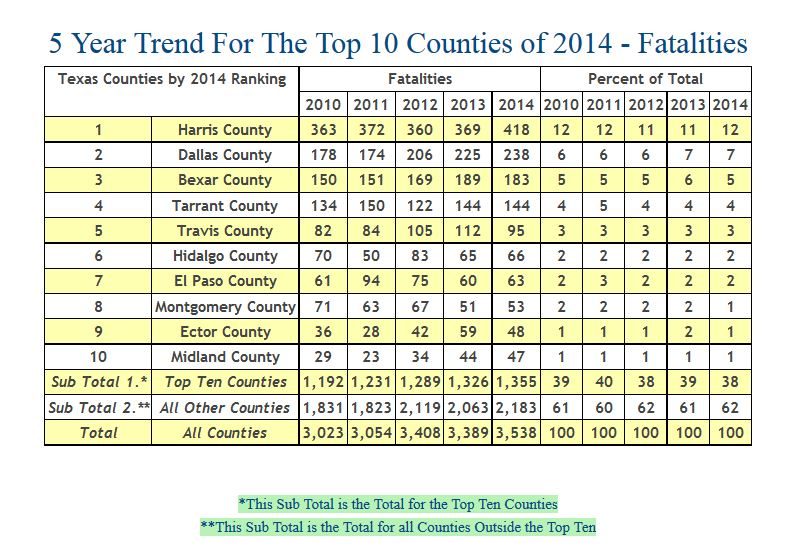 5 Year Trend For The Top 10 Counties of 2014 - Fatalities
Texas Counties by 2014 Ranking Fatalities Percent of Total
2010 2011 2012 2013 2014 2010 2011 2012 2013 2014
1 Harris County 363 372 360 369 418 12 12 11 11 12
2 Dallas County 178 174 206 225 238 6 6 6 7 7
3 Bexar County 150 151 169 189 183 5 5 5 6 5
4 Tarrant County 134 150 122 144 144 4 5 4 4 4
5 Travis County 82 84 105 112 95 3 3 3 3 3
6 Hidalgo County 70 50 83 65 66 2 2 2 2 2
7 El Paso County 61 94 75 60 63 2 3 2 2 2
8 Montgomery County 71 63 67 51 53 2 2 2 2 1
9 Ector County 36 28 42 59 48 1 1 1 2 1
10 Midland County 29 23 34 44 47 1 1 1 1 1
Sub Total 1.* Top Ten Counties 1,192 1,231 1,289 1,326 1,355 39 40 38 39 38
Sub Total 2.** All Other Counties 1,831 1,823 2,119 2,063 2,183 61 60 62 61 62
Total All Counties 3,023 3,054 3,408 3,389 3,538 100 100 100 100 100
*This Sub Total is the Total for the Top Ten Counties
**This Sub Total is the Total for all Counties Outside the Top Ten